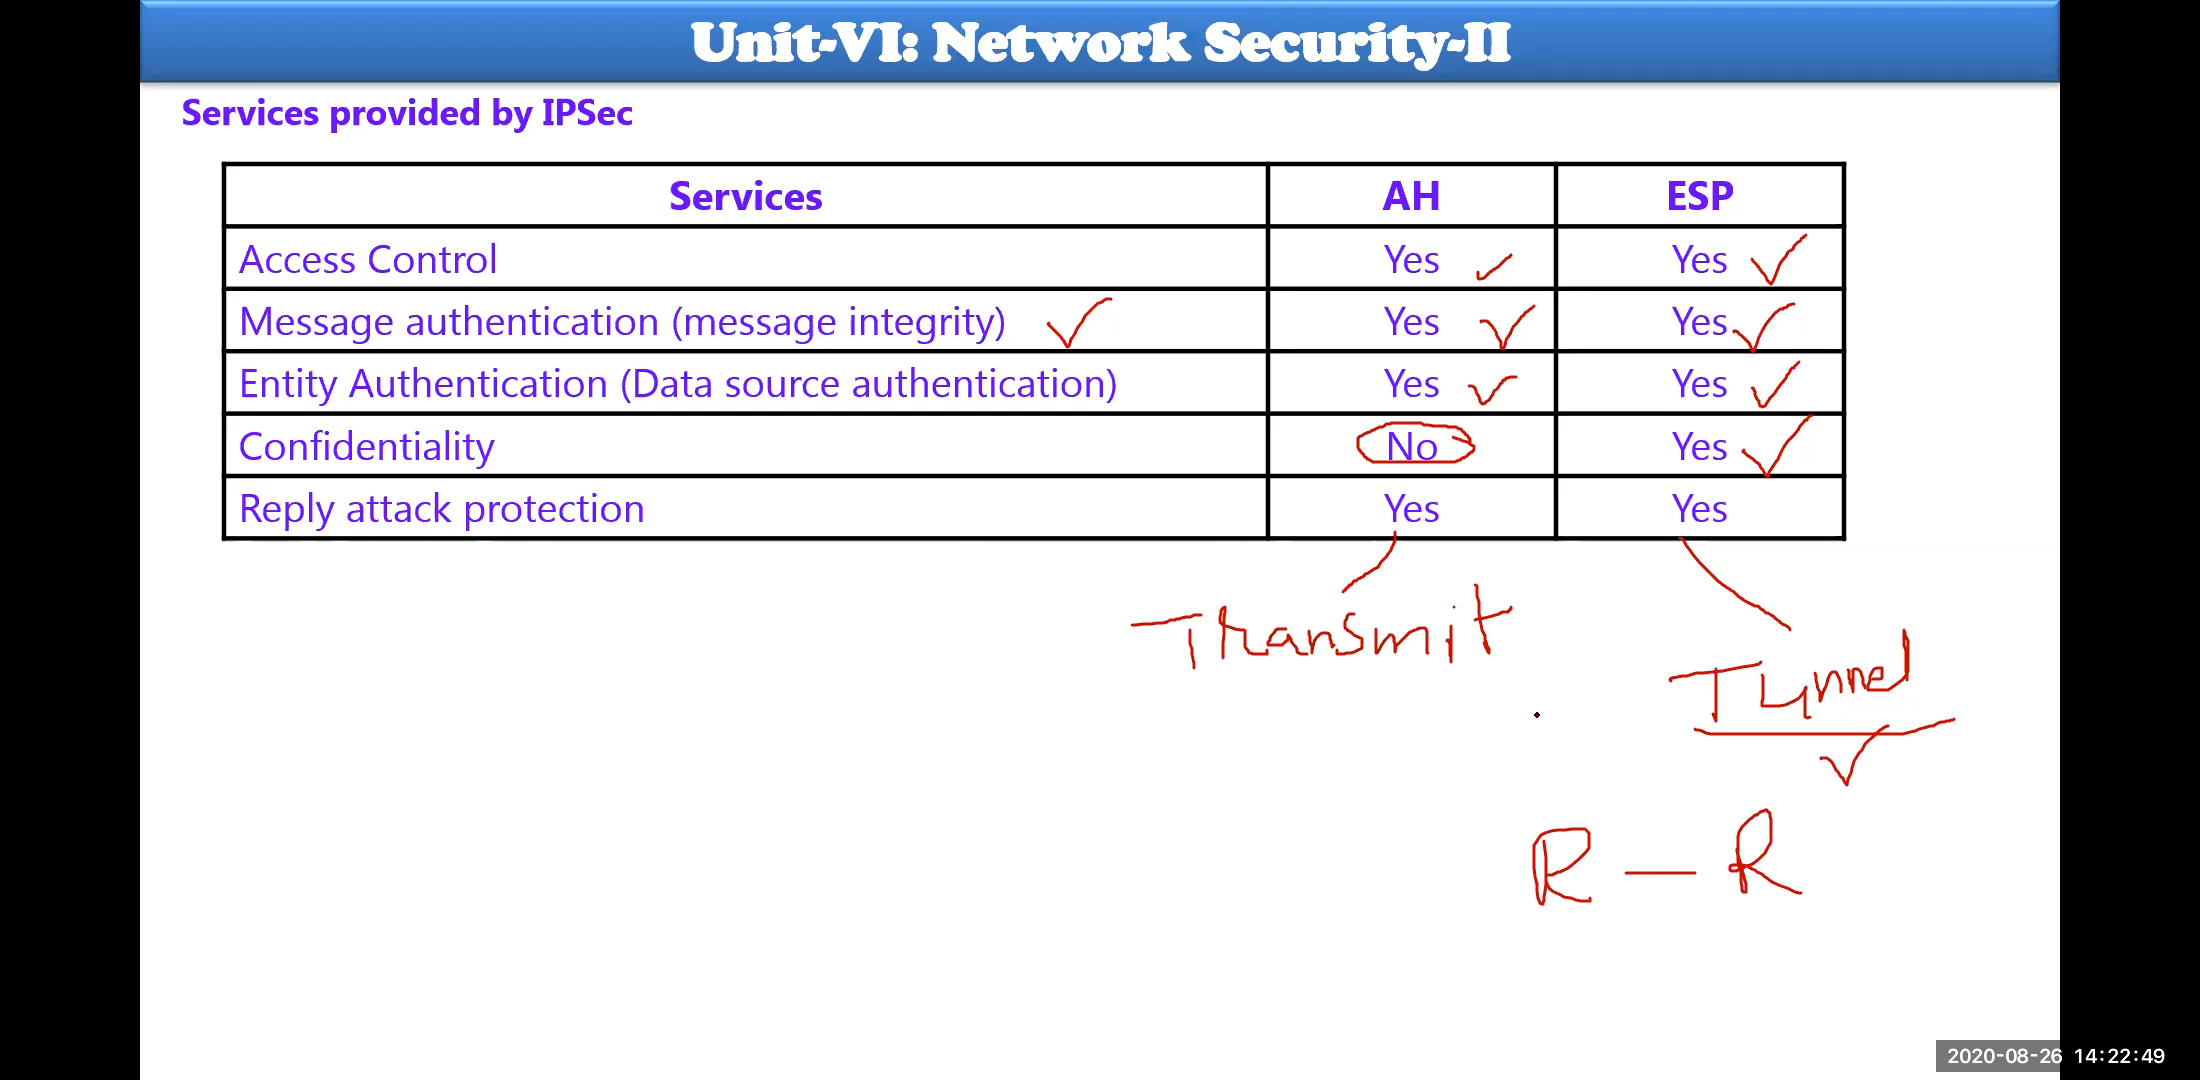 Unit-VI: Network Security-II
Services provided by IPSec
Services AH ESP
Access Control Yes Yes
Message authentication (message integrity) Yes Yes
Entity Authentication (Data source authentication) Yes Yes
Confidentiality No Yes
Reply attack protection Yes Yes
Transmit
Tunnel
R — R
2020-08-26 14:22:49